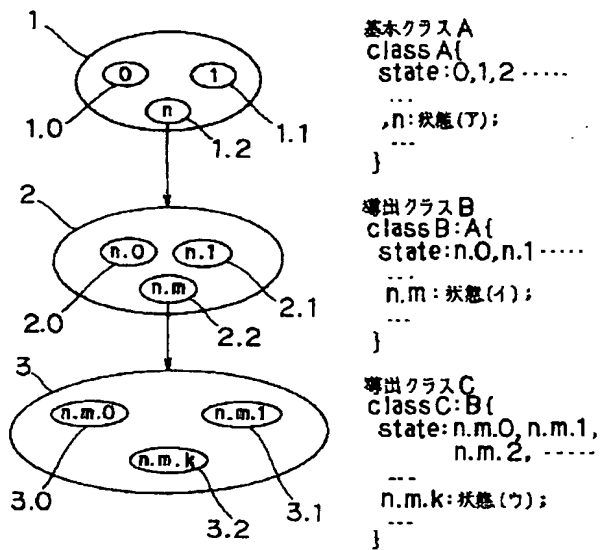 1
0
1
n
1.0
1.2
1.1
2
n.0
n.1
n.m
2.0
2.2
2.1
3
n.m.0
n.m.1
n.m.k
3.0
3.2
3.1
基本クラスA
class A{
state:0,1,2 ・・・・・
...
,n:状態(ア);
---
}
導出クラスB
class B:A{
state:n.0,n.1 ・・・・・
...
n.m:状態(イ);
---
}
導出クラスC
class C:B{
state:n.m.0,n.m.1,
n.m.2, -----
---
n.m.k:状態(ウ);
---
}